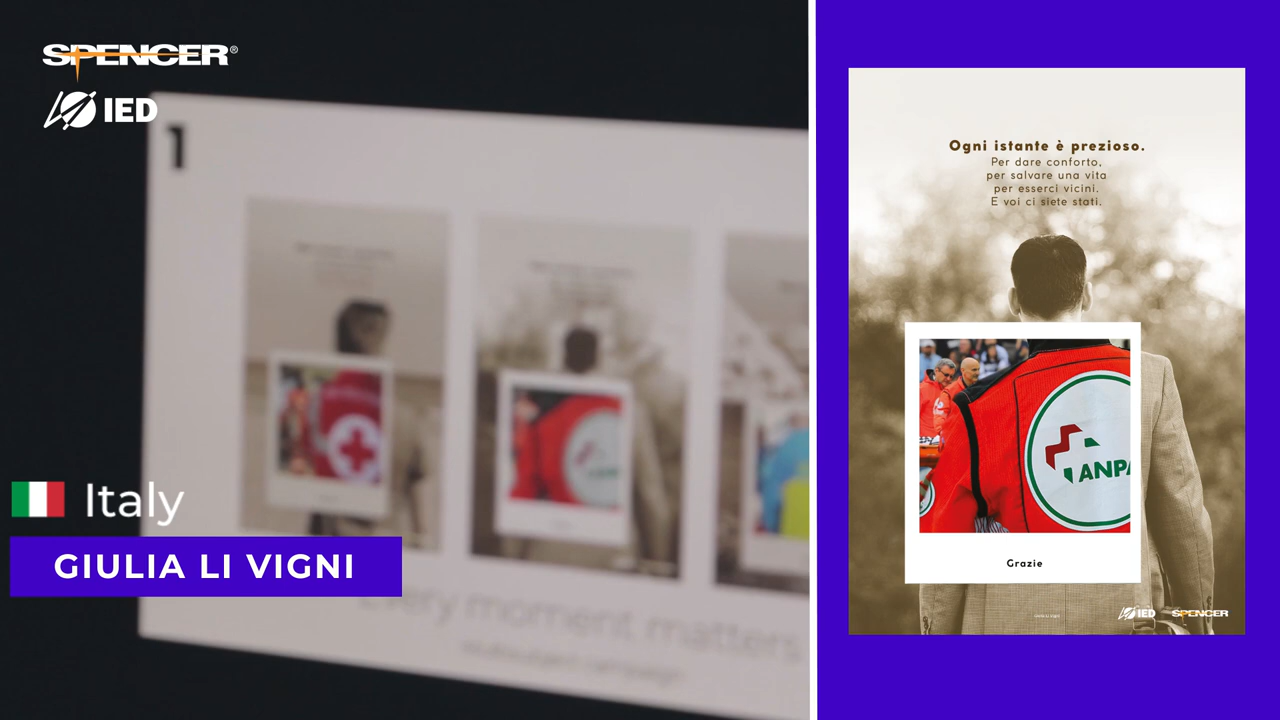 SPENCER®
IED
1
Every moment matters
Italy
GIULIA LI VIGNI
Ogni istante è prezioso.
Per dare conforto,
per salvare una vita
per esserci vicini.
E voi ci siete stati.
ANPA
Grazie
IED SPENCER